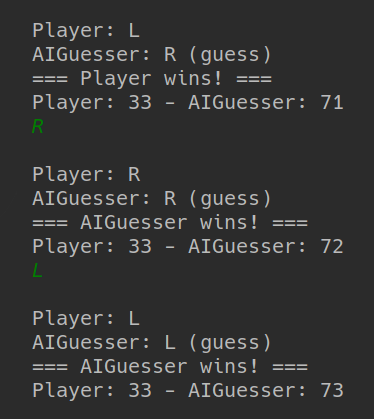 Player: L
AIGuesser: R (guess)
=== Player wins! ===
Player: 33 - AIGuesser: 71
R
Player: R
AIGuesser: R (guess)
=== AIGuesser wins! ===
Player: 33 - AIGuesser: 72
L
Player: L
AIGuesser: L (guess)
=== AIGuesser wins! ===
Player: 33 - AIGuesser: 73